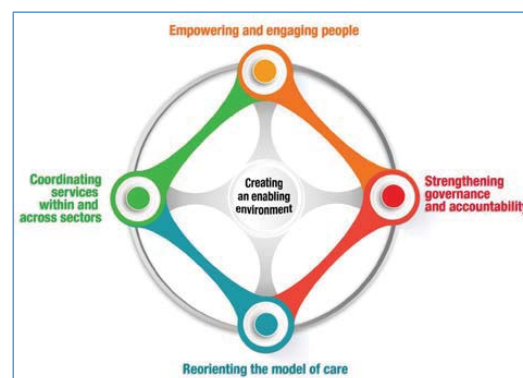 Empowering and engaging people
Coordinating
services
within and
across sectors
Creating
an enabling
environment
Strengthening
governance
and accountability
Reorienting the model of care